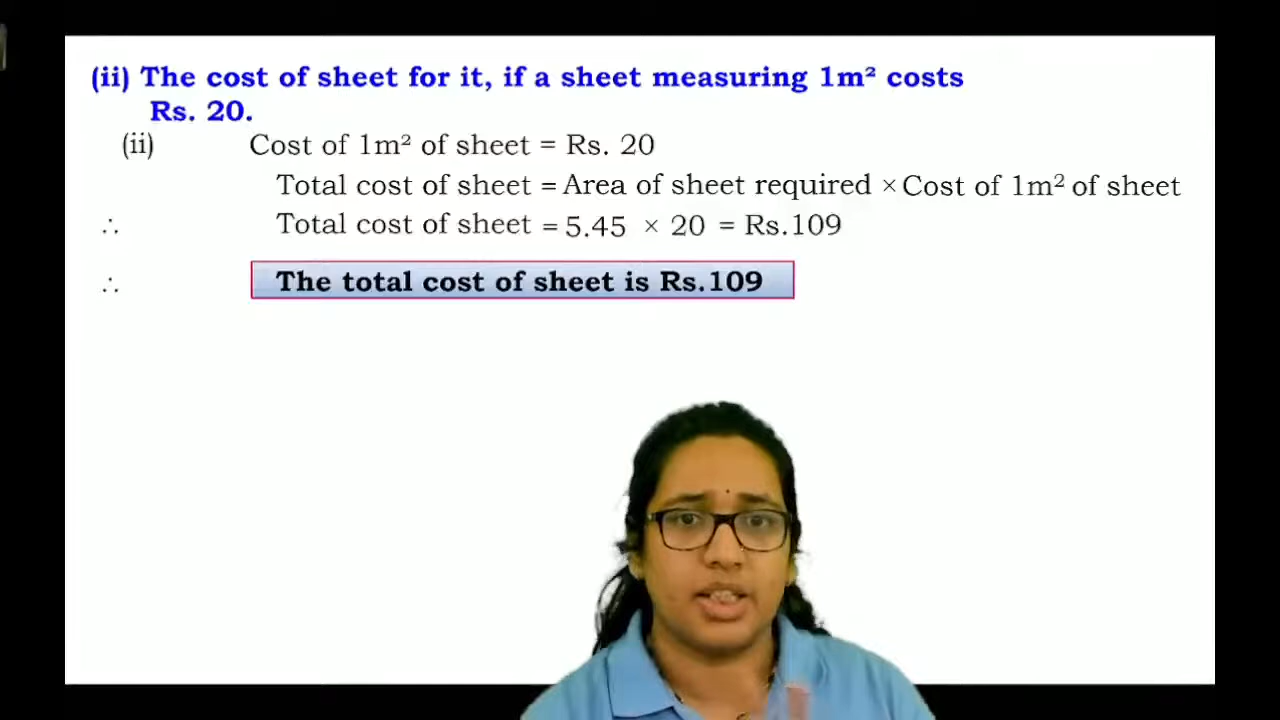 (ii) The cost of sheet for it, if a sheet measuring 1m² costs
Rs. 20.
(ii) Cost of 1m² of sheet = Rs. 20
Total cost of sheet = Area of sheet required × Cost of 1m² of sheet
∴ Total cost of sheet = 5.45 × 20 = Rs.109
∴ The total cost of sheet is Rs.109